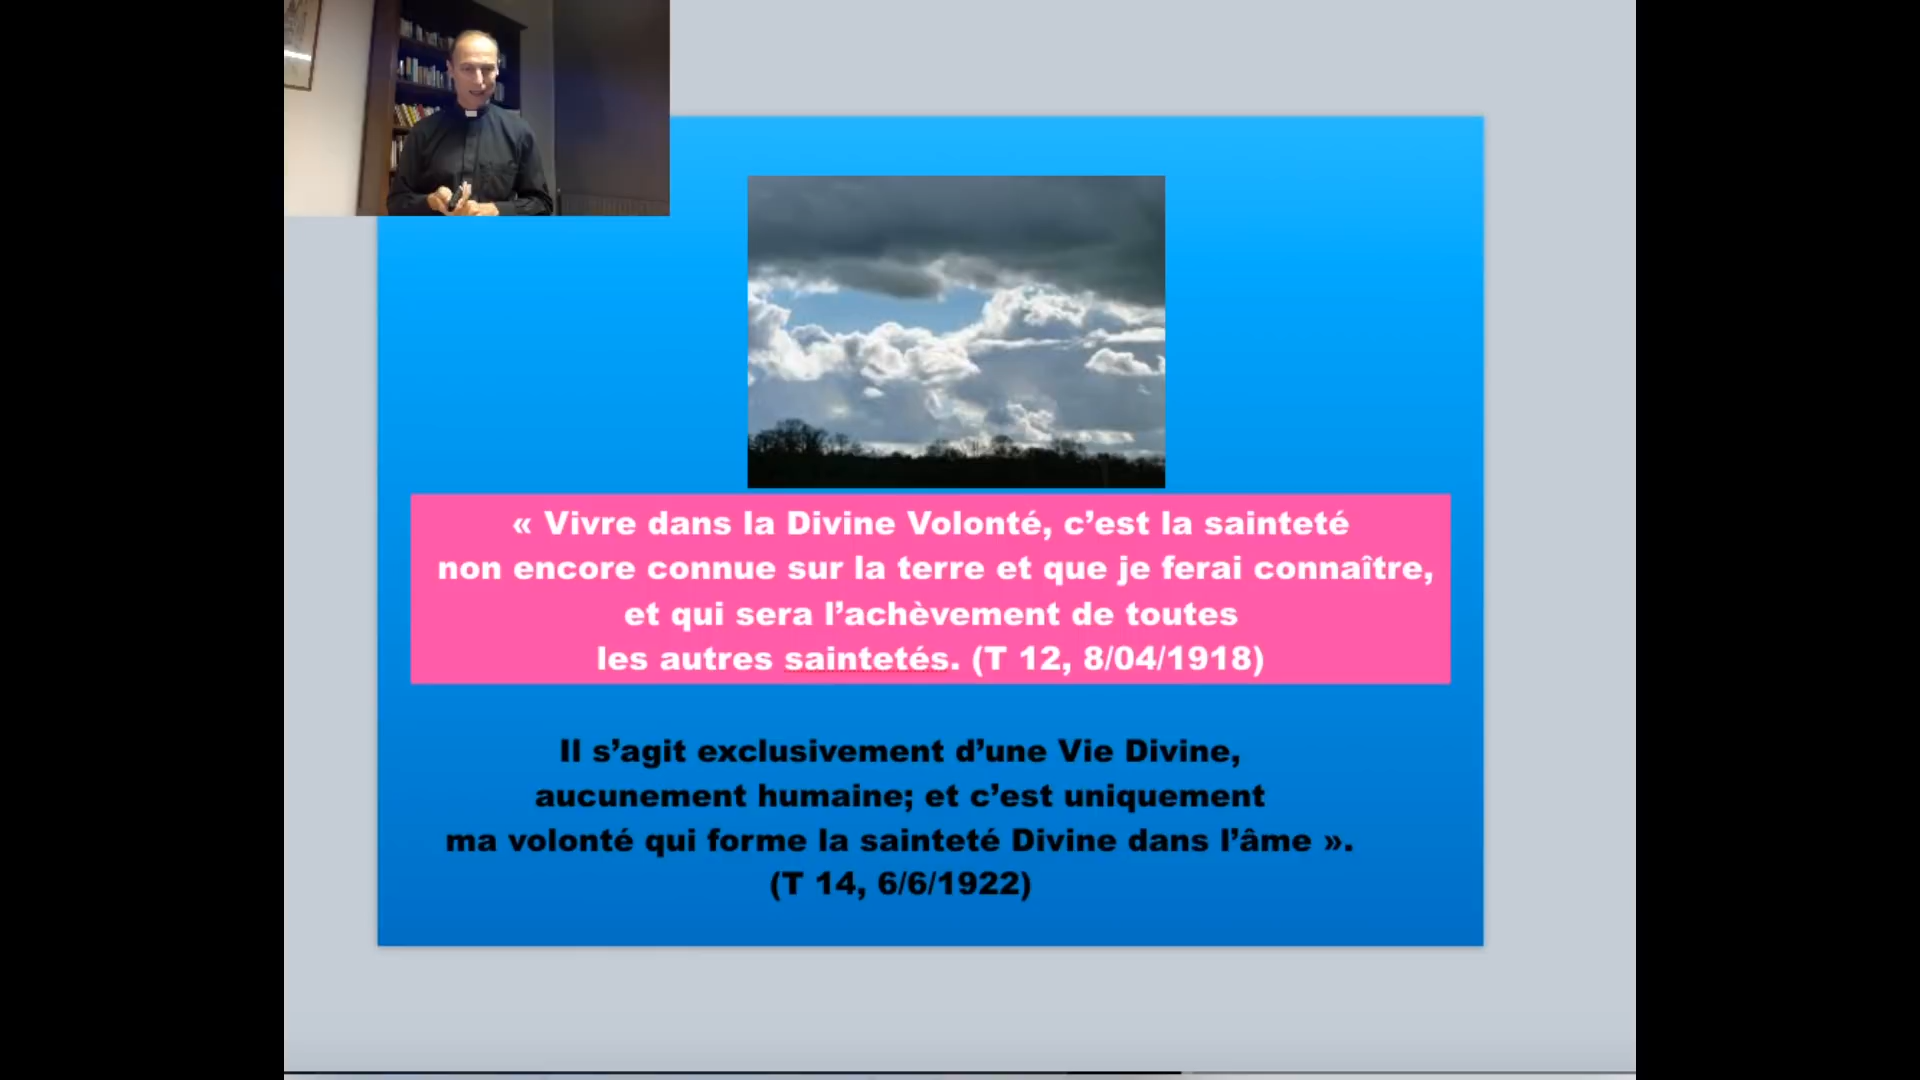 « Vivre dans la Divine Volonté, c’est la sainteté
non encore connue sur la terre et que je ferai connaître,
et qui sera l’achèvement de toutes
les autres saintetés. (T 12, 8/04/1918)
Il s’agit exclusivement d’une Vie Divine,
aucunement humaine; et c’est uniquement
ma volonté qui forme la sainteté Divine dans l’âme ».
(T 14, 6/6/1922)